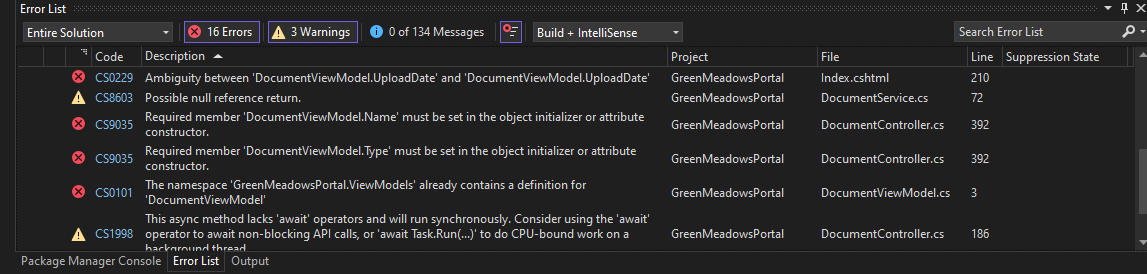 Error List
Entire Solution
16 Errors
3 Warnings
0 of 134 Messages
Build + IntelliSense
Search Error List
Code Description Project File Line Suppression State
CS0229 Ambiguity between 'DocumentViewModel.UploadDate' and 'DocumentViewModel.UploadDate' GreenMeadowsPortal Index.cshtml 210
CS8603 Possible null reference return. GreenMeadowsPortal DocumentService.cs 72
CS9035 Required member 'DocumentViewModel.Name' must be set in the object initializer or attribute
constructor. GreenMeadowsPortal DocumentController.cs 392
CS9035 Required member 'DocumentViewModel.Type' must be set in the object initializer or attribute
constructor. GreenMeadowsPortal DocumentController.cs 392
CS0101 The namespace 'GreenMeadowsPortal.ViewModels' already contains a definition for
'DocumentViewModel' GreenMeadowsPortal DocumentViewModel.cs 3
CS1998 This async method lacks 'await' operators and will run synchronously. Consider using the 'await'
operator to await non-blocking API calls, or 'await Task.Run(...)' to do CPU-bound work on a
background thread. GreenMeadowsPortal DocumentController.cs 186
Package Manager Console Error List Output